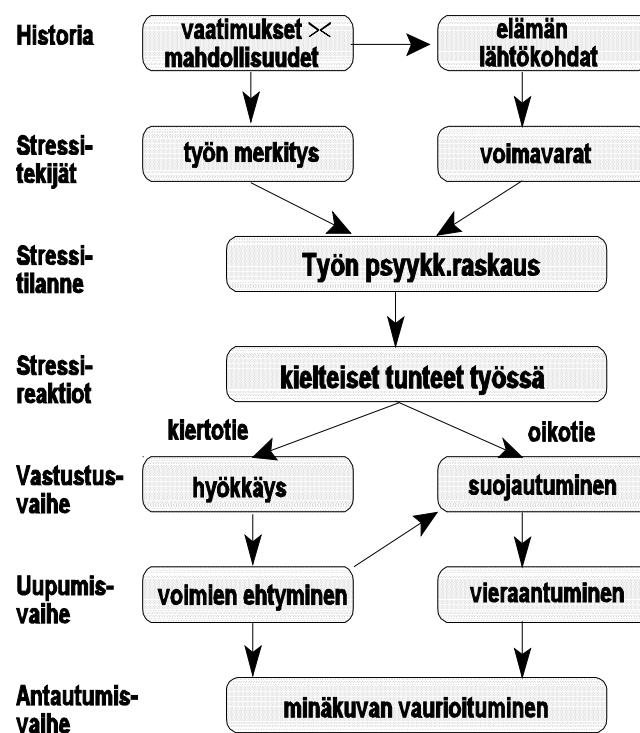 Historia
vaatimukset ><
mahdollisuudet
elämän
lähtökohdat
Stressi-
tekijät
työn merkitys
voimavarat
Stressi-
tilanne
Työn psyykk.raskaus
Stressi-
reaktiot
kielteiset tunteet työssä
kiertotie
oikotie
Vastustus-
vaihe
hyökkäys
suojautuminen
Uupumis-
vaihe
voimien ehtyminen
vieraantuminen
Antautumis-
vaihe
minäkuvan vaurioituminen